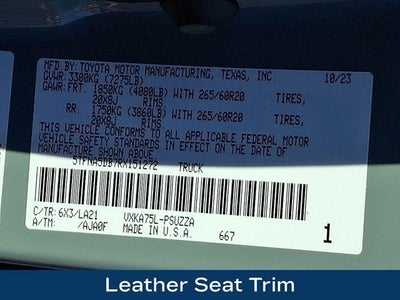 MFD.BY: TOYOTA MOTOR MANUFACTURING, TEXAS, INC. 10/23
GVWR: 3300KG (7275LB)
GAWR: FRT. 1850KG (4080LB) WITH 265/60R20 TIRES,
20X8J RIMS
RR. 1750KG (3860LB) WITH 265/60R20 TIRES,
20X8J RIMS
THIS VEHICLE CONFORMS TO ALL APPLICABLE FEDERAL MOTOR
VEHICLE SAFETY STANDARDS IN EFFECT ON THE DATE OF
MANUFACTURE SHOWN ABOVE.
5TFNA5DB7RX151272 TRUCK
C/TR: 6X3/LA21 VXKA75L-PSUZZA
A/TM: /AJA0F MADE IN U.S.A. 667 1
Leather Seat Trim